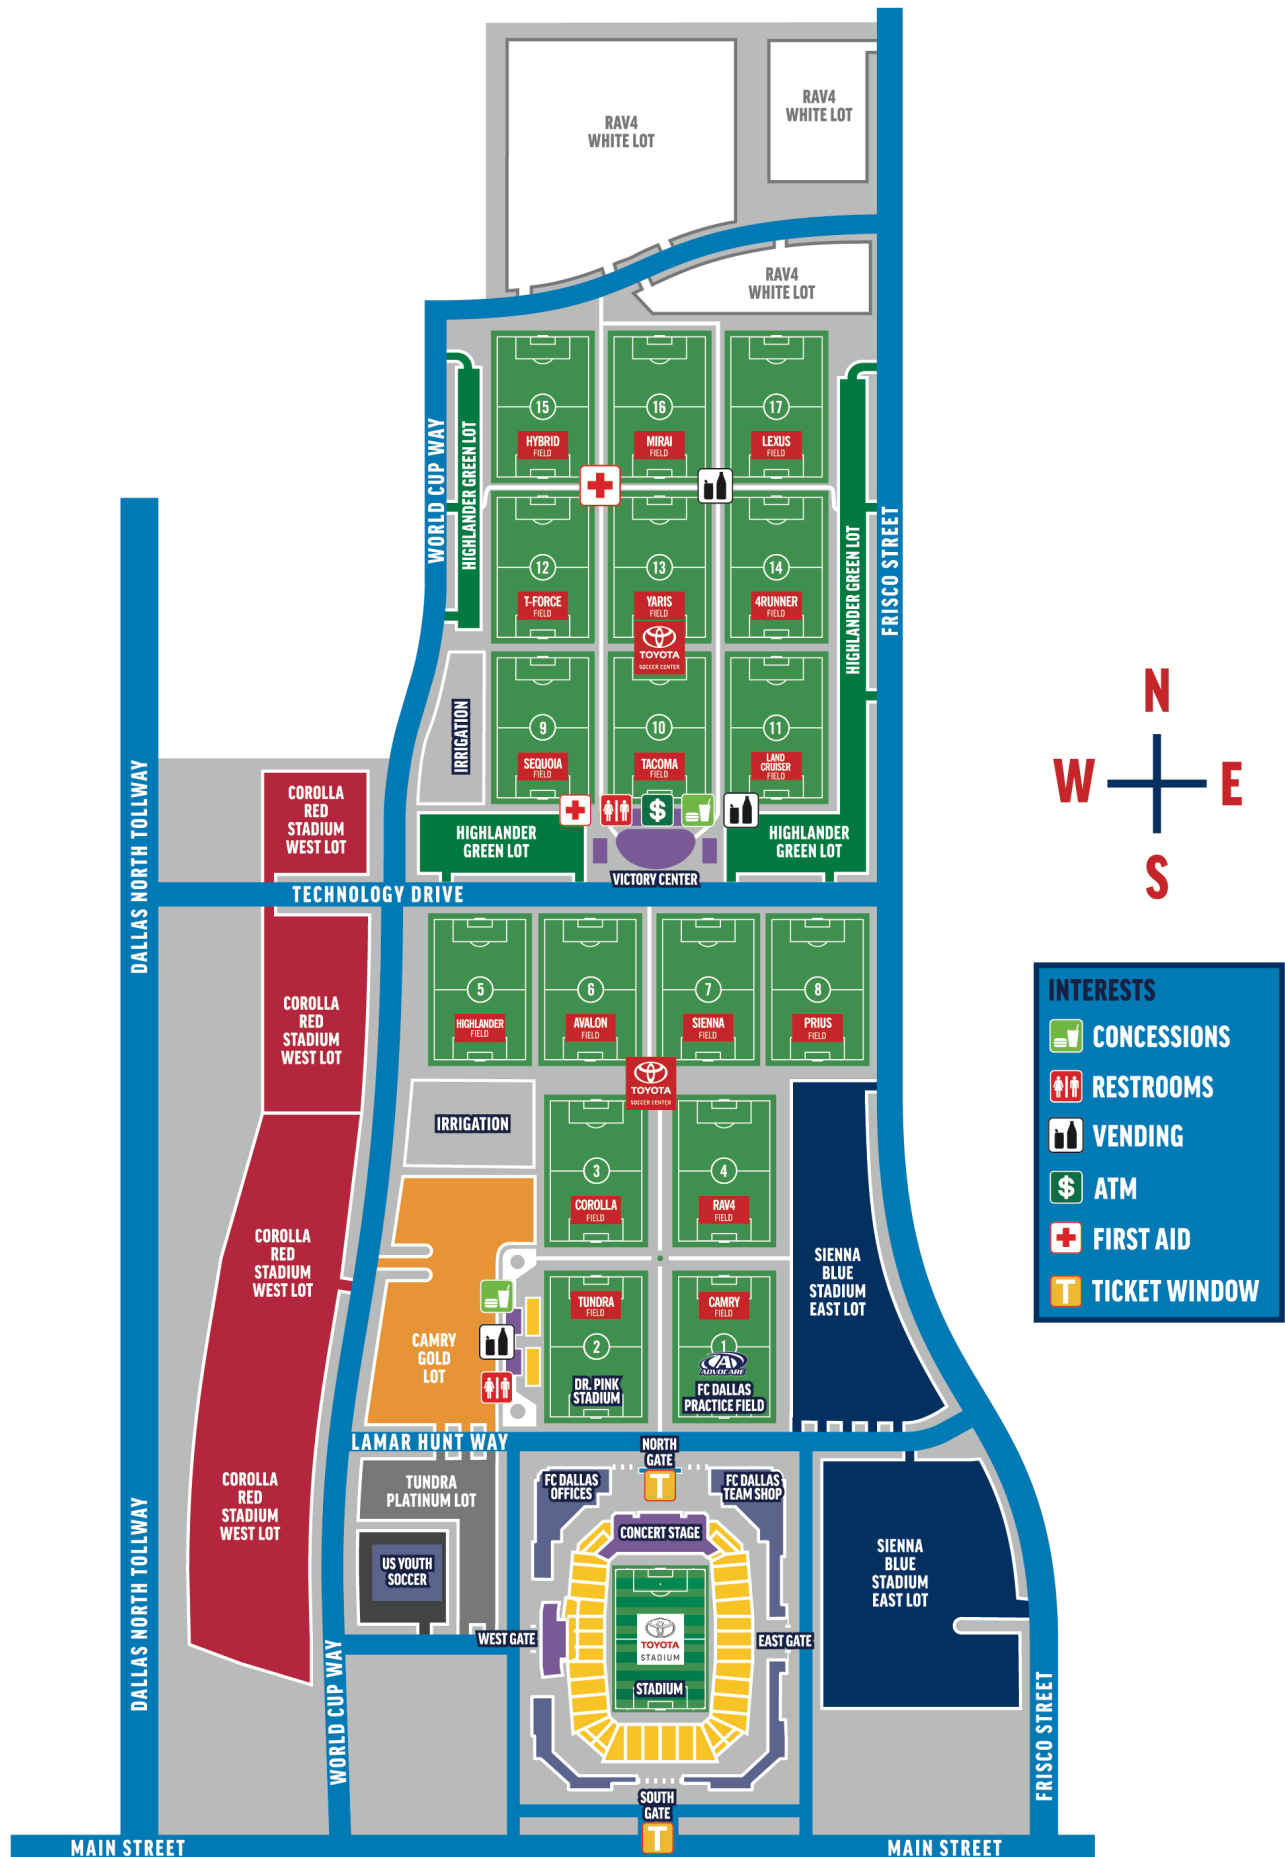 RAV4
WHITE LOT
RAV4
WHITE LOT
RAV4
WHITE LOT
15
HYBRID
FIELD
16
MIRAI
FIELD
17
LEXUS
FIELD
WORLD CUP WAY
HIGHLANDER GREEN LOT
12
T-FORCE
FIELD
13
YARIS
FIELD
14
4RUNNER
FIELD
HIGHLANDER GREEN LOT
FRISCO STREET
TOYOTA
SOCCER CENTER
IRRIGATION
9
SEQUOIA
FIELD
10
TACOMA
FIELD
11
LAND
CRUISER
FIELD
$
N
W
E
S
DALLAS NORTH TOLLWAY
COROLLA
RED
STADIUM
WEST LOT
HIGHLANDER
GREEN LOT
HIGHLANDER
GREEN LOT
VICTORY CENTER
TECHNOLOGY DRIVE
COROLLA
RED
STADIUM
WEST LOT
5
HIGHLANDER
FIELD
6
AVALON
FIELD
7
SIENNA
FIELD
8
PRIUS
FIELD
TOYOTA
SOCCER CENTER
INTERESTS
CONCESSIONS
RESTROOMS
VENDING
$ ATM
FIRST AID
T TICKET WINDOW
IRRIGATION
3
COROLLA
FIELD
4
RAV4
FIELD
COROLLA
RED
STADIUM
WEST LOT
SIENNA
BLUE
STADIUM
EAST LOT
CAMRY
GOLD
LOT
TUNDRA
FIELD
2
DR. PINK
STADIUM
CAMRY
FIELD
1
A
ADVOCARE
FC DALLAS
PRACTICE FIELD
LAMAR HUNT WAY
NORTH
GATE
T
COROLLA
RED
STADIUM
WEST LOT
TUNDRA
PLATINUM LOT
FC DALLAS
OFFICES
FC DALLAS
TEAM SHOP
CONCERT STAGE
US YOUTH
SOCCER
SIENNA
BLUE
STADIUM
EAST LOT
DALLAS NORTH TOLLWAY
WEST GATE
TOYOTA
STADIUM
EAST GATE
STADIUM
WORLD CUP WAY
FRISCO STREET
SOUTH
GATE
T
MAIN STREET
MAIN STREET